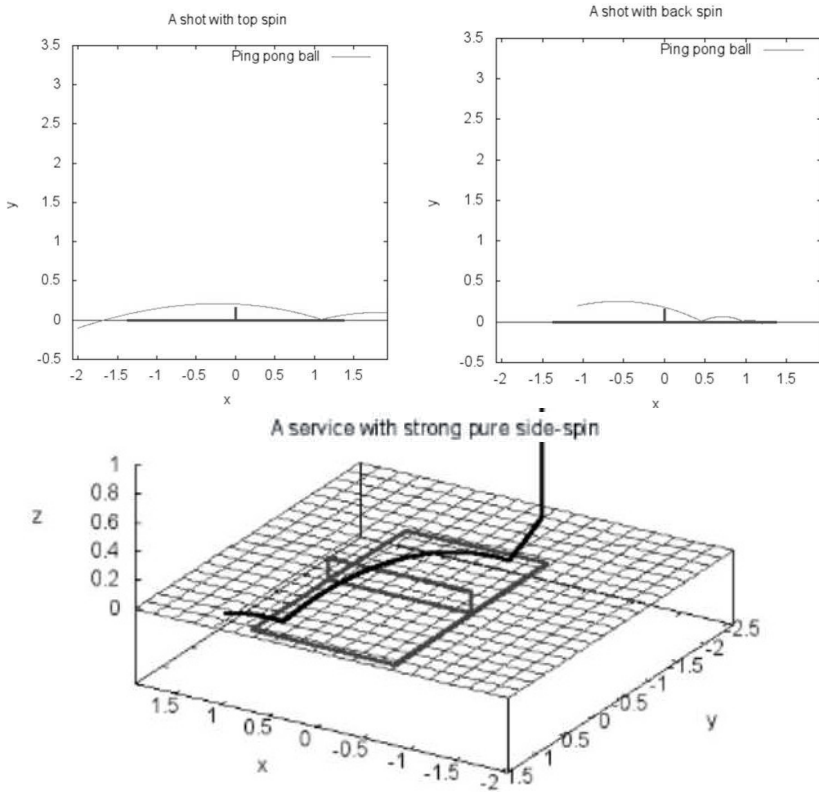 A shot with top spin
3.5
3
2.5
2
1.5
1
0.5
0
-0.5
y
Ping pong ball
-2 -1.5 -1 -0.5 0 0.5 1 1.5
x
A shot with back spin
3.5
3
2.5
2
1.5
1
0.5
0
-0.5
y
Ping pong ball
-2 -1.5 -1 -0.5 0 0.5 1 1.5
x
A service with strong pure side-spin
z
1
0.8
0.6
0.4
0.2
0
1.5 1 0.5 0 -0.5 -1 -1.5 -2
x
-2.5
-2
-1.5
-1
-0.5
0
0.5
1
1.5
y